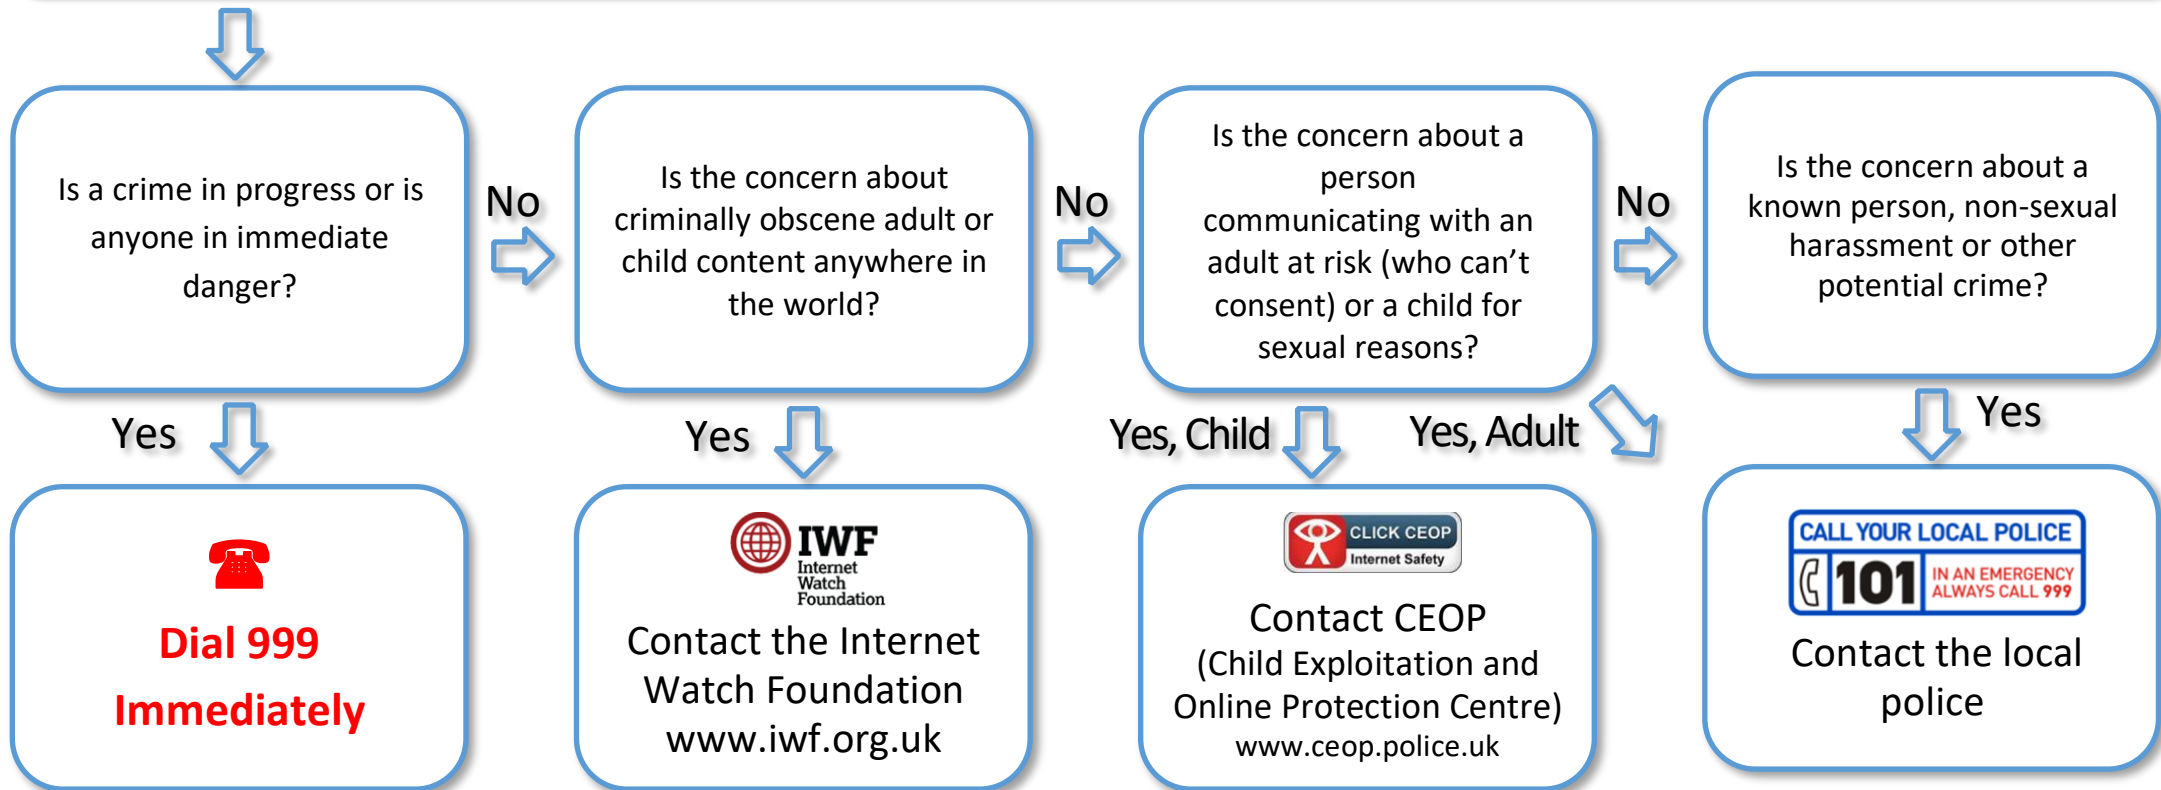 Is a crime in progress or is
anyone in immediate
danger?
No
Is the concern about
criminally obscene adult or
child content anywhere in
the world?
No
Is the concern about a
person
communicating with an
adult at risk (who can’t
consent) or a child for
sexual reasons?
No
Is the concern about a
known person, non-sexual
harassment or other
potential crime?
Yes
Yes
Yes, Child
Yes, Adult
Yes
Dial 999
Immediately
IWF
Internet
Watch
Foundation
Contact the Internet
Watch Foundation
www.iwf.org.uk
CLICK CEOP
Internet Safety
Contact CEOP
(Child Exploitation and
Online Protection Centre)
www.ceop.police.uk
CALL YOUR LOCAL POLICE
101
IN AN EMERGENCY
ALWAYS CALL 999
Contact the local
police